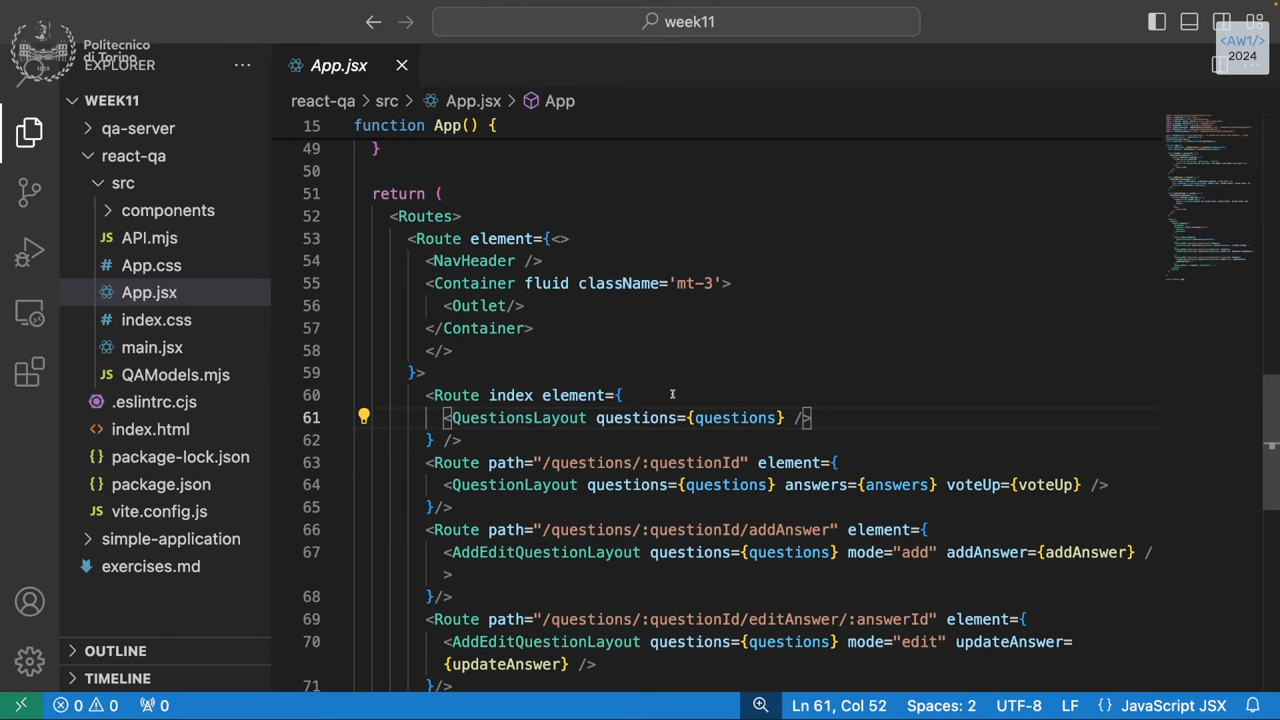 week11
Politecnico
di Torino
1859
<AW1/>
2024
EXPLORER
App.jsx
WEEK11
qa-server
react-qa
src
components
JS API.mjs
# App.css
App.jsx
# index.css
main.jsx
JS QAModels.mjs
.eslintrc.cjs
<> index.html
{} package-lock.json
{} package.json
JS vite.config.js
simple-application
exercises.md
OUTLINE
TIMELINE
react-qa > src > App.jsx > App
15 function App() {
49 }
50
51 return (
52 <Routes>
53 <Route element={<>
54 <NavHeader
55 <Container fluid className='mt-3'>
56 <Outlet/>
57 </Container>
58 </>
59 }>
60 <Route index element={
61 <QuestionsLayout questions={questions} />
62 } />
63 <Route path="/questions/:questionId" element={
64 <QuestionLayout questions={questions} answers={answers} voteUp={voteUp} />
65 }/>
66 <Route path="/questions/:questionId/addAnswer" element={
67 <AddEditQuestionLayout questions={questions} mode="add" addAnswer={addAnswer} /
>
68 }/>
69 <Route path="/questions/:questionId/editAnswer/:answerId" element={
70 <AddEditQuestionLayout questions={questions} mode="edit" updateAnswer=
{updateAnswer} />
71 }/>
0 0 0 Ln 61, Col 52 Spaces: 2 UTF-8 LF {} JavaScript JSX